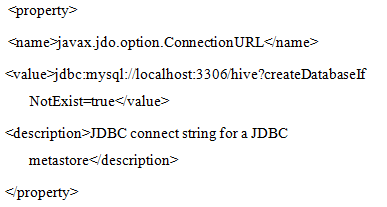 <property>
<name>javax.jdo.option.ConnectionURL</name>
<value>jdbc:mysql://localhost:3306/hive?createDatabaseIf
NotExist=true</value>
<description>JDBC connect string for a JDBC
metastore</description>
</property>